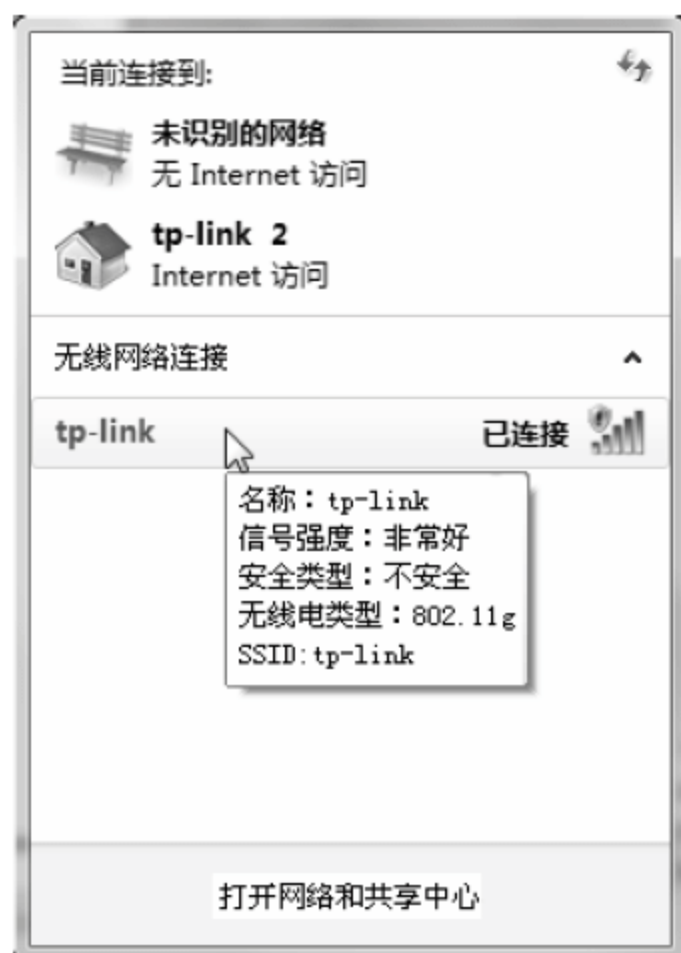 当前连接到:
未识别的网络
无 Internet 访问
tp-link 2
Internet 访问
无线网络连接
tp-link 已连接
名称：tp-link
信号强度：非常好
安全类型：不安全
无线电类型：802.11g
SSID:tp-link
打开网络和共享中心